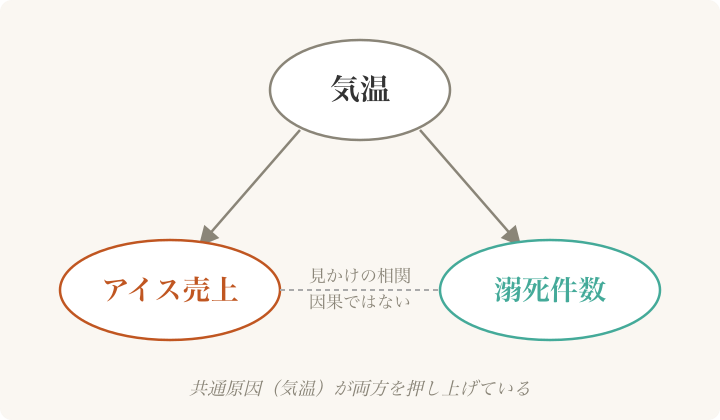 気温
アイス売上
見かけの相関
因果ではない
溺死件数
共通原因（気温）が両方を押し上げている